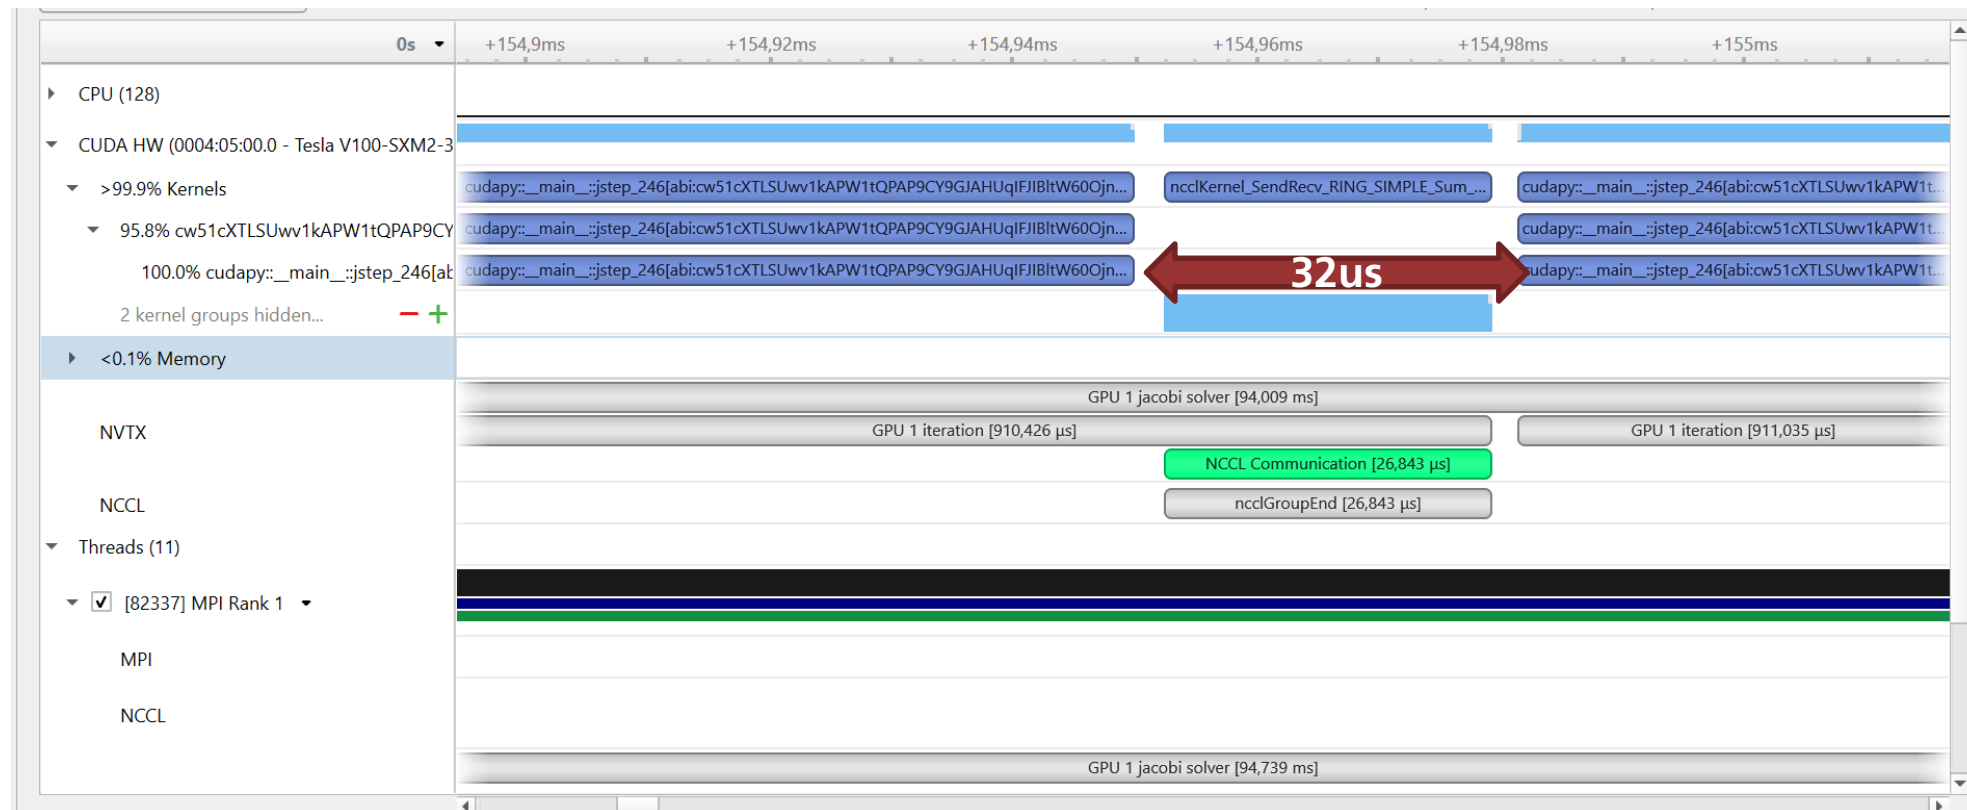 0s +154,9ms +154,92ms +154,94ms +154,96ms +154,98ms +155ms
CPU (128)
CUDA HW (0004:05:00.0 - Tesla V100-SXM2-3
>99.9% Kernels cudapy::__main__::jstep_246[abi:cw51cXTLSUwv1kAPW1tQPAP9CY9GJAHUqIFJIBltW60Ojn... ncclKernel_SendRecv_RING_SIMPLE_Sum_... cudapy::__main__::jstep_246[abi:cw51cXTLSUwv1kAPW1t...
95.8% cw51cXTLSUwv1kAPW1tQPAP9CY cudapy::__main__::jstep_246[abi:cw51cXTLSUwv1kAPW1tQPAP9CY9GJAHUqIFJIBltW60Ojn... cudapy::__main__::jstep_246[abi:cw51cXTLSUwv1kAPW1t...
100.0% cudapy::__main__::jstep_246[ab cudapy::__main__::jstep_246[abi:cw51cXTLSUwv1kAPW1tQPAP9CY9GJAHUqIFJIBltW60Ojn... 32us udapy::__main__::jstep_246[abi:cw51cXTLSUwv1kAPW1t...
2 kernel groups hidden...
<0.1% Memory
GPU 1 jacobi solver [94,009 ms]
NVTX GPU 1 iteration [910,426 µs] GPU 1 iteration [911,035 µs]
NCCL Communication [26,843 µs]
NCCL ncclGroupEnd [26,843 µs]
Threads (11)
[82337] MPI Rank 1
MPI
NCCL
GPU 1 jacobi solver [94,739 ms]